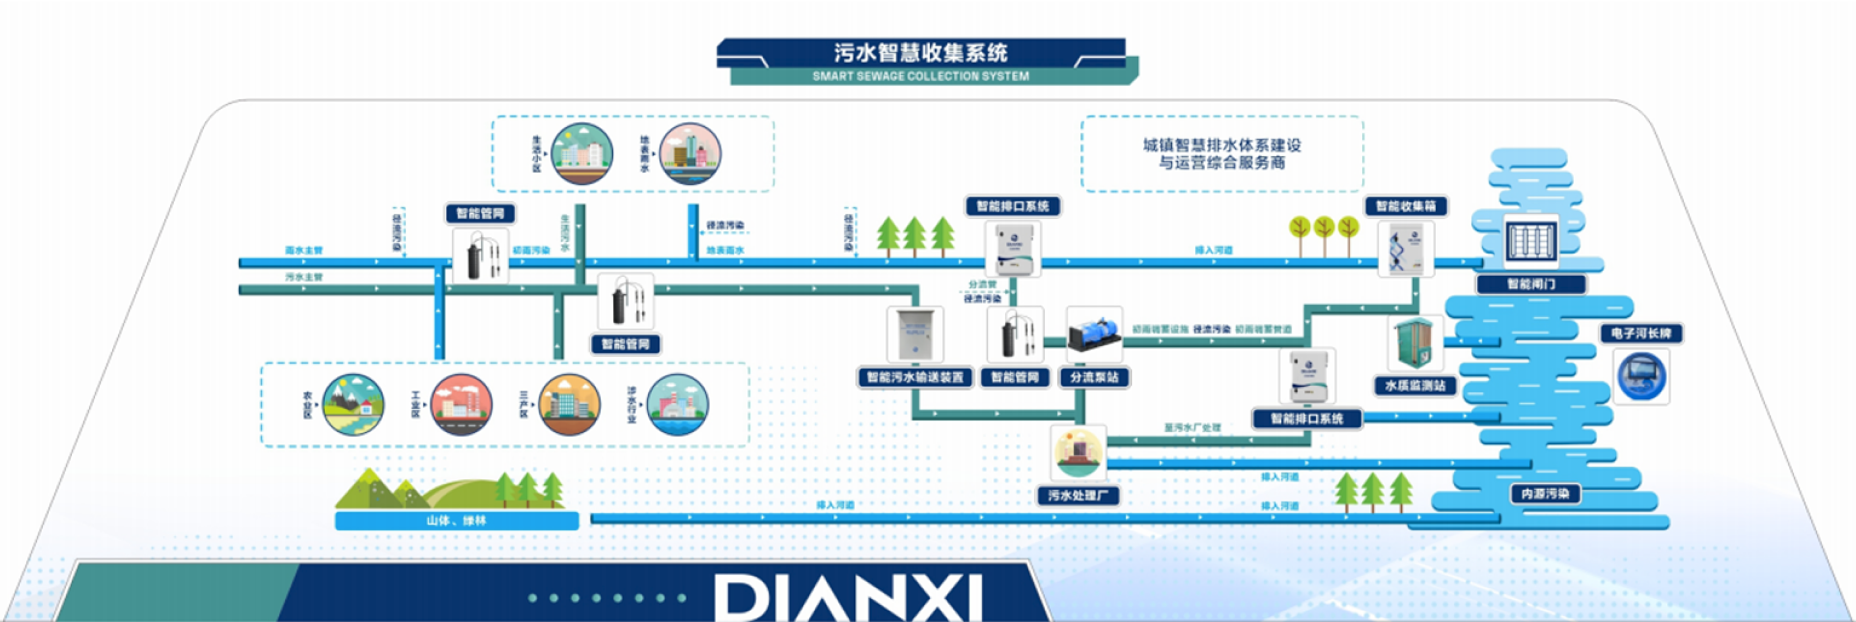 污水智慧收集系统
SMART SEWAGE COLLECTION SYSTEM
生活小区
地表雨水
城镇智慧排水体系建设
与运营综合服务商
智能管网
智能排口系统
智能收集箱
径流污染
生活污水
径流污染
径流污染
雨水主管
初雨污染
地表雨水
排入河道
污水主管
分流管
径流污染
智能闸门
智能管网
初雨截蓄设施
径流污染
初雨截蓄管道
电子河长牌
智能污水输送装置
智能管网
分流泵站
水质监测站
农业区
工业区
三产区
涉水行业
智能排口系统
至污水厂处理
污水处理厂
排入河道
内源污染
排入河道
排入河道
山体、绿林
DIANXI